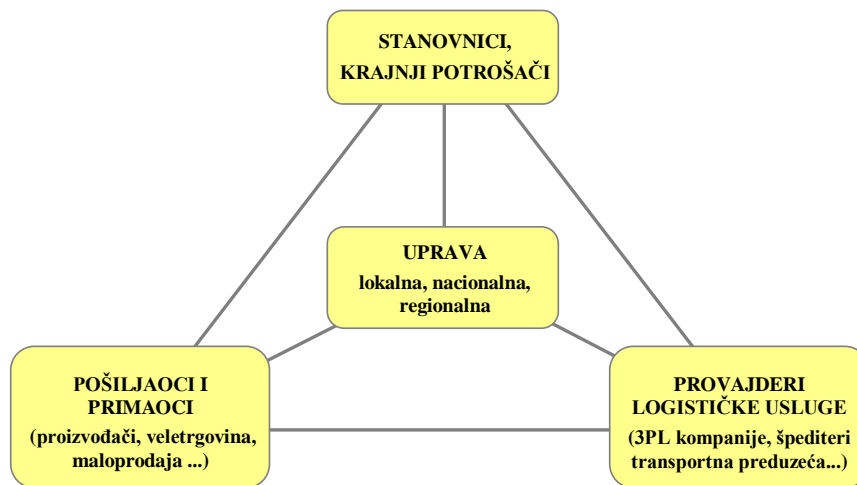 STANOVNICI,
KRAJNJI POTROŠAČI
UPRAVA
lokalna, nacionalna,
regionalna
POŠILJAOCI I
PRIMAOCI
(proizvođači, veletrgovina,
maloprodaja ...)
PROVAJDERI
LOGISTIČKE USLUGE
(3PL kompanije, špediteri
transportna preduzeća...)